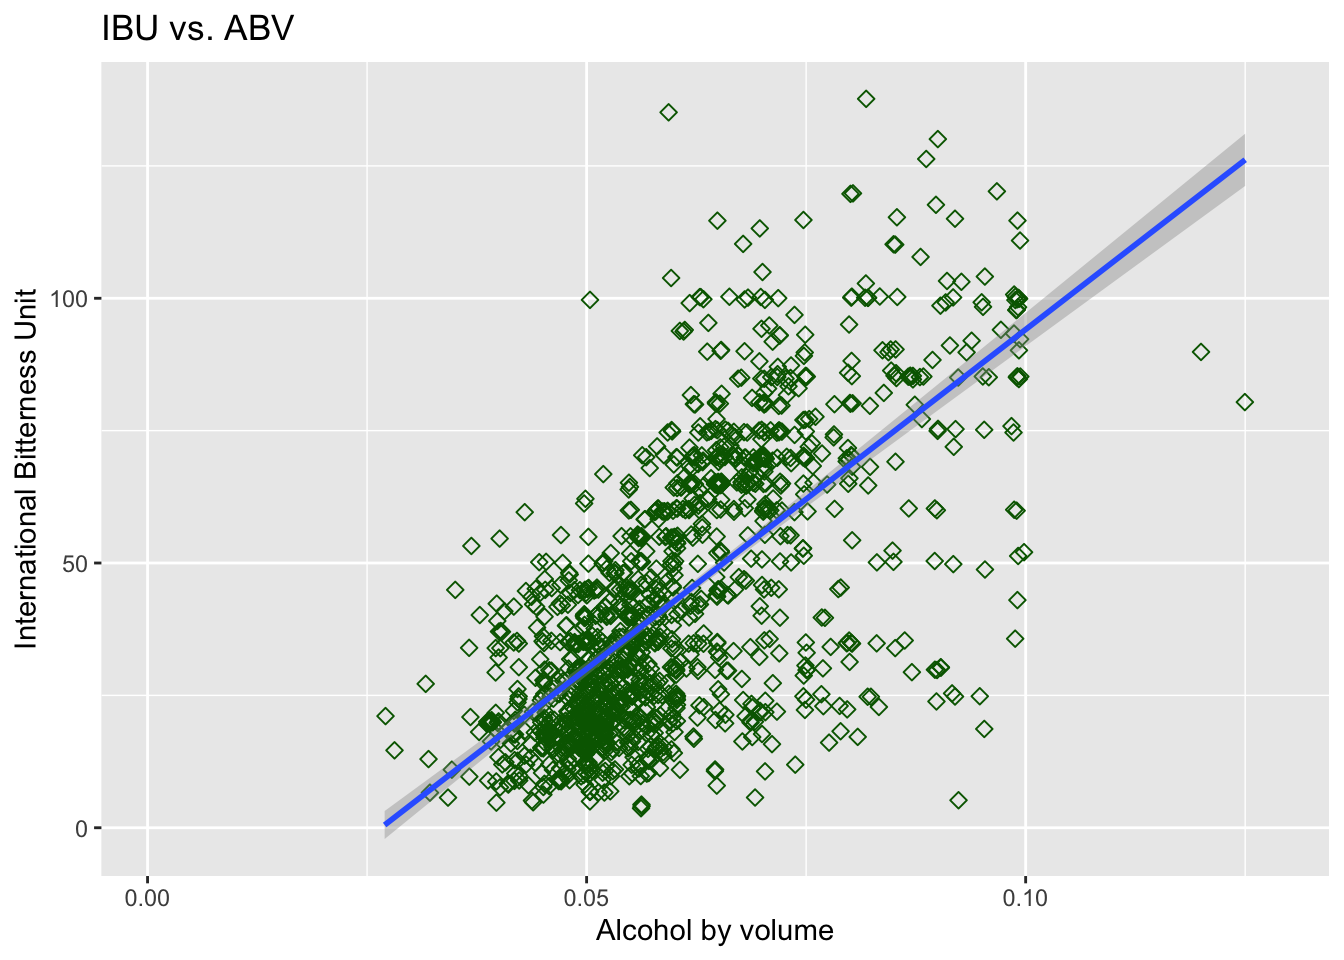 IBU vs. ABV
International Bitterness Unit
100
50
0
0.00
0.05
0.10
Alcohol by volume